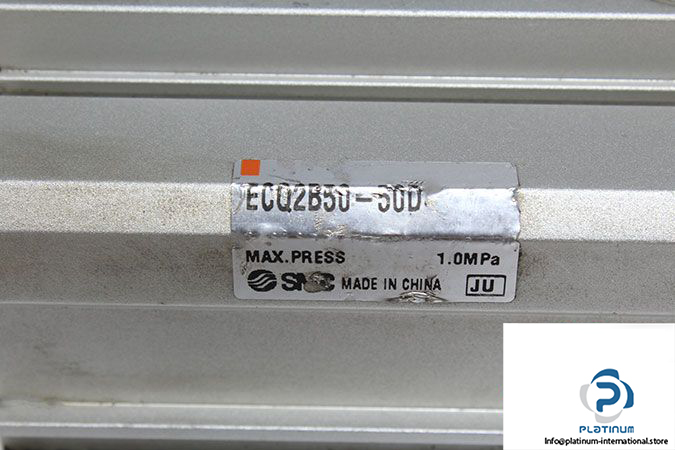 ECQ2B50-50D
MAX.PRESS 1.0MPa
SMC MADE IN CHINA JU
PLATINUM
info@platinum-international.store